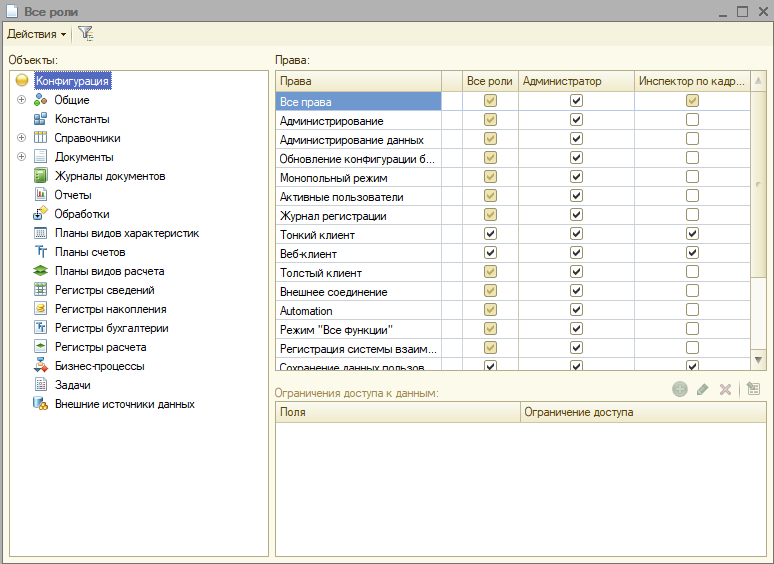 Все роли
Действия
Объекты:
Конфигурация
Общие
Константы
Справочники
Документы
Журналы документов
Отчеты
Обработки
Планы видов характеристик
Планы счетов
Планы видов расчета
Регистры сведений
Регистры накопления
Регистры бухгалтерии
Регистры расчета
Бизнес-процессы
Задачи
Внешние источники данных
Права:
Права Все роли Администратор Инспектор по кадр...
Все права
Администрирование
Администрирование данных
Обновление конфигурации б...
Монопольный режим
Активные пользователи
Журнал регистрации
Тонкий клиент
Веб-клиент
Толстый клиент
Внешнее соединение
Automation
Режим "Все функции"
Регистрация системы взаим...
Сохранение данных пользов...
Ограничения доступа к данным:
Поля Ограничение доступа